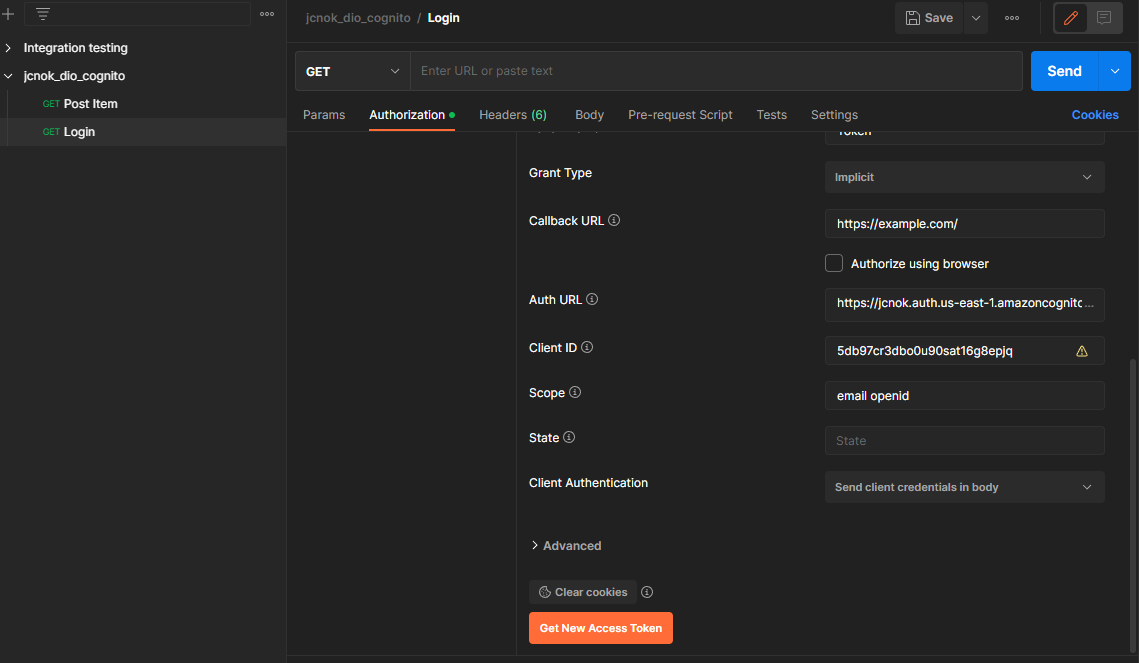 jcnok_dio_cognito / Login
Save
Integration testing
jcnok_dio_cognito
GET Post Item
GET Login
GET
Enter URL or paste text
Send
Params
Authorization
Headers (6)
Body
Pre-request Script
Tests
Settings
Cookies
Token
Grant Type
Implicit
Callback URL
https://example.com/
Authorize using browser
Auth URL
https://jcnok.auth.us-east-1.amazoncognito...
Client ID
5db97cr3dbo0u90sat16g8epjq
Scope
email openid
State
State
Client Authentication
Send client credentials in body
Advanced
Clear cookies
Get New Access Token